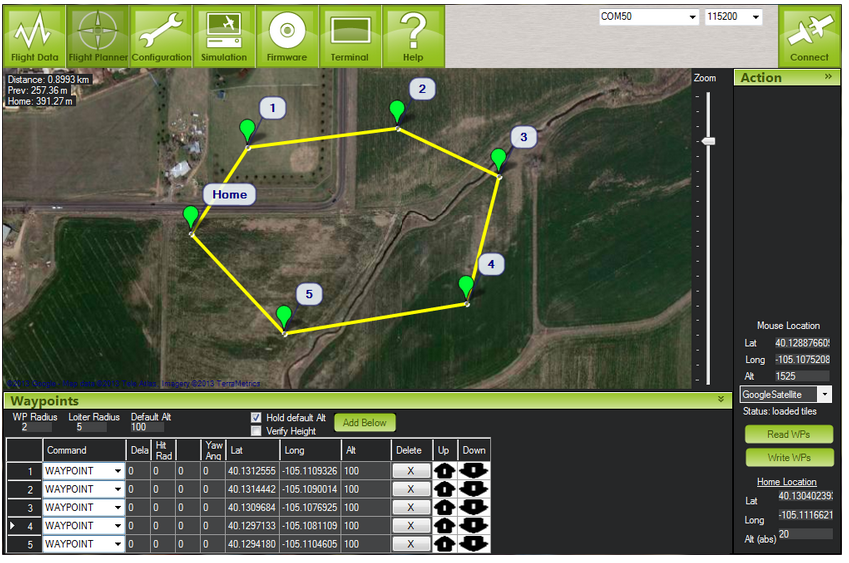 COM50 115200
Flight Data Flight Planner Configuration Simulation Firmware Terminal Help Connect
Distance: 0.8993 km
Prev: 257.36 m
Home: 391.27 m
Zoom
Action »
1
2
3
Home
4
5
Mouse Location
Lat 40.12887660
Long -105.1075208
Alt 1525
GoogleSatellite
Status: loaded tiles
Read WPs
Write WPs
Home Location
Lat 40.13040239
Long -105.1116621
Alt (abs) 20
Waypoints
WP Radius Loiter Radius Default Alt
2 5 100
Hold default Alt
Verify Height
Add Below
Command Dela Hit Rad Yaw Ang Lat Long Alt Delete Up Down
1 WAYPOINT 0 0 0 0 40.1312555 -105.1109326 100 X
2 WAYPOINT 0 0 0 0 40.1314442 -105.1090014 100 X
3 WAYPOINT 0 0 0 0 40.1309684 -105.1076925 100 X
4 WAYPOINT 0 0 0 0 40.1297133 -105.1081109 100 X
5 WAYPOINT 0 0 0 0 40.1294180 -105.1104605 100 X